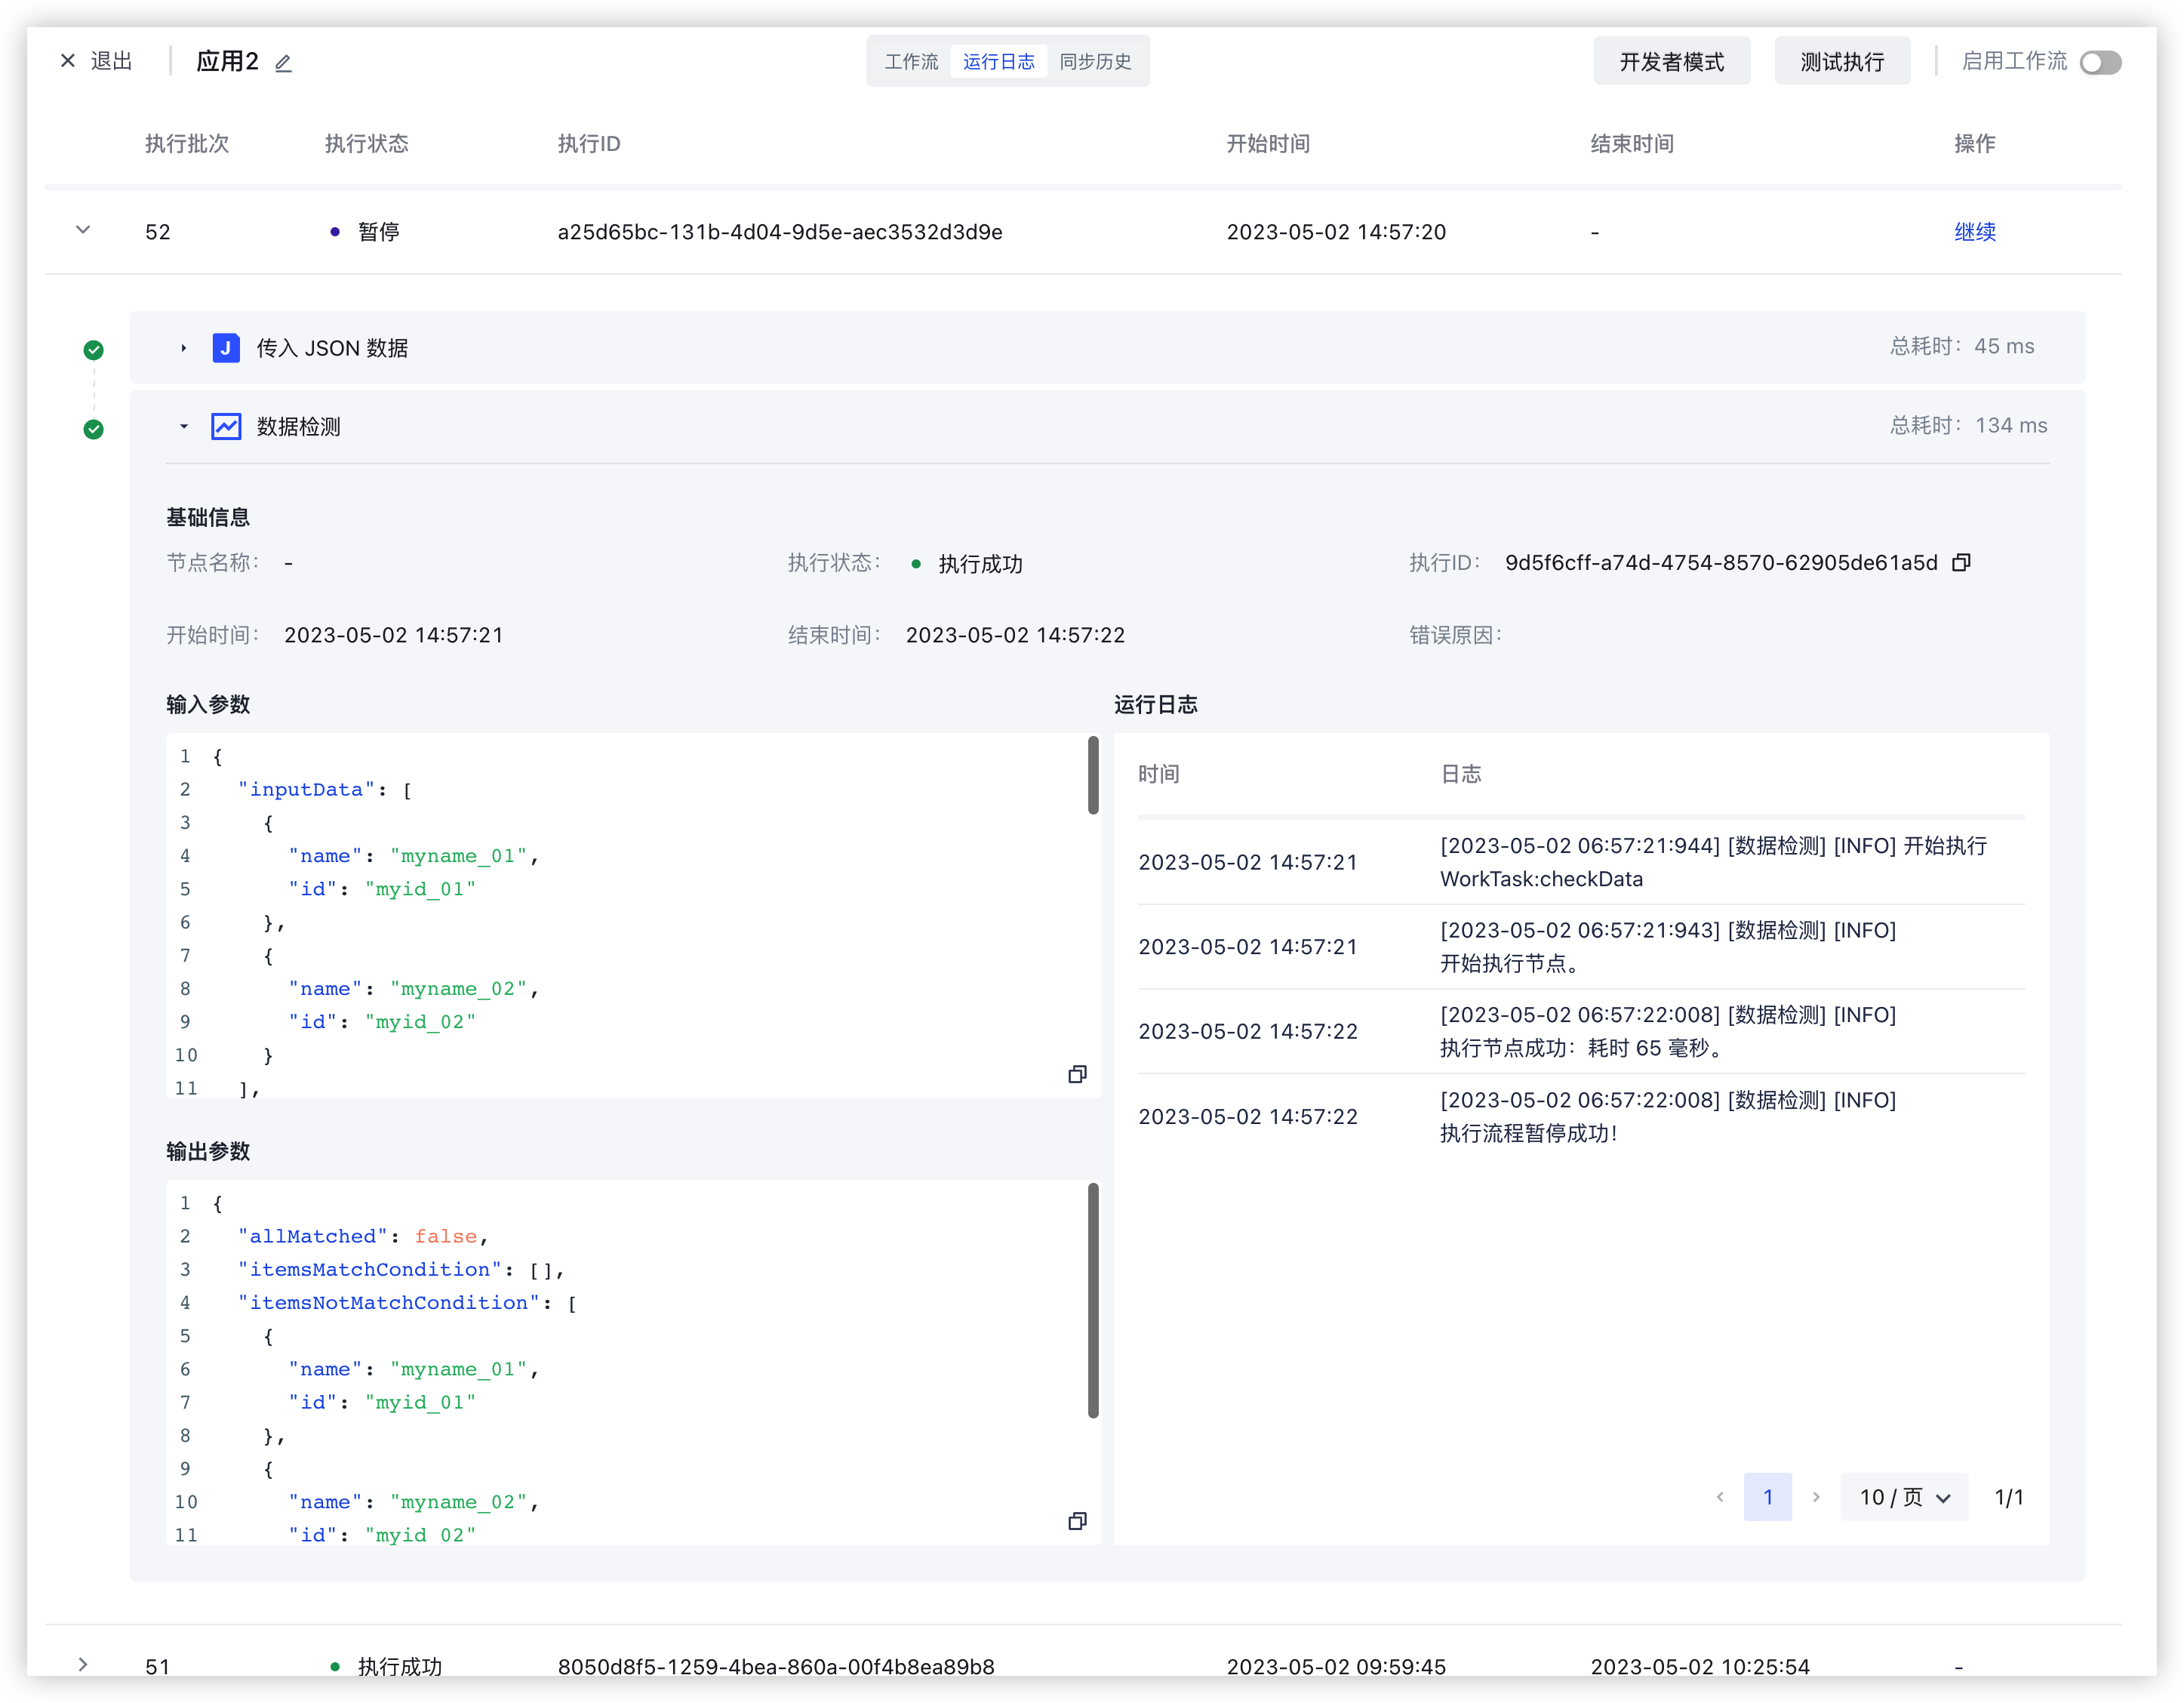 退出
应用2
工作流 运行日志 同步历史
开发者模式 测试执行 启用工作流
执行批次 执行状态 执行ID 开始时间 结束时间 操作
52 暂停 a25d65bc-131b-4d04-9d5e-aec3532d3d9e 2023-05-02 14:57:20 - 继续
J 传入 JSON 数据 总耗时：45 ms
数据检测 总耗时：134 ms
基础信息
节点名称： - 执行状态： 执行成功 执行ID： 9d5f6cff-a74d-4754-8570-62905de61a5d
开始时间： 2023-05-02 14:57:21 结束时间： 2023-05-02 14:57:22 错误原因：
输入参数
1 {
2 "inputData": [
3 {
4 "name": "myname_01",
5 "id": "myid_01"
6 },
7 {
8 "name": "myname_02",
9 "id": "myid_02"
10 }
11 ],
输出参数
1 {
2 "allMatched": false,
3 "itemsMatchCondition": [],
4 "itemsNotMatchCondition": [
5 {
6 "name": "myname_01",
7 "id": "myid_01"
8 },
9 {
10 "name": "myname_02",
11 "id": "myid_02"
运行日志
时间 日志
2023-05-02 14:57:21 [2023-05-02 06:57:21:944] [数据检测] [INFO] 开始执行
WorkTask:checkData
2023-05-02 14:57:21 [2023-05-02 06:57:21:943] [数据检测] [INFO]
开始执行节点。
2023-05-02 14:57:22 [2023-05-02 06:57:22:008] [数据检测] [INFO]
执行节点成功：耗时 65 毫秒。
2023-05-02 14:57:22 [2023-05-02 06:57:22:008] [数据检测] [INFO]
执行流程暂停成功！
1 10 / 页 1/1
51 执行成功 8050d8f5-1259-4bea-860a-00f4b8ea89b8 2023-05-02 09:59:45 2023-05-02 10:25:54 -